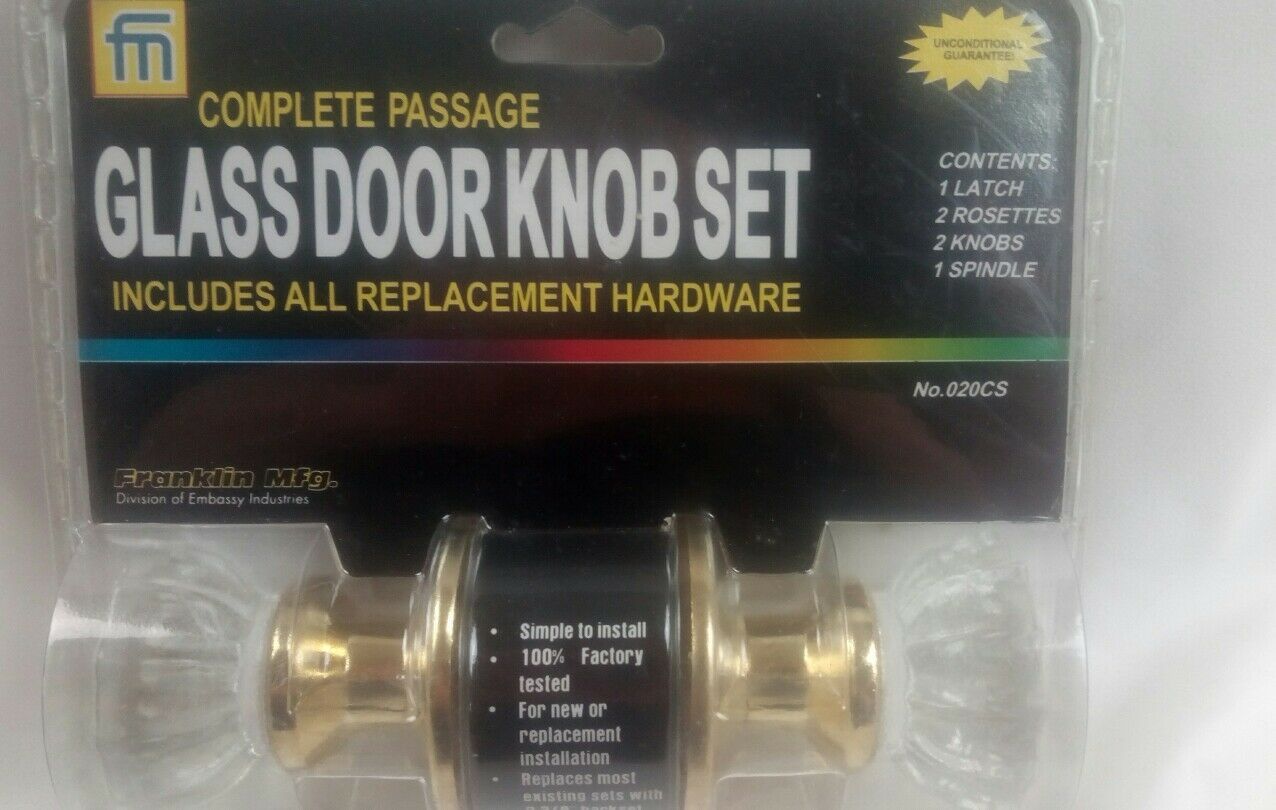 fm
UNCONDITIONAL
GUARANTEE!
COMPLETE PASSAGE
GLASS DOOR KNOB SET
INCLUDES ALL REPLACEMENT HARDWARE
CONTENTS:
1 LATCH
2 ROSETTES
2 KNOBS
1 SPINDLE
No.020CS
Franklin Mfg.
Division of Embassy Industries
• Simple to install
• 100% Factory
tested
• For new or
replacement
installation
• Replaces most
existing sets with
backset